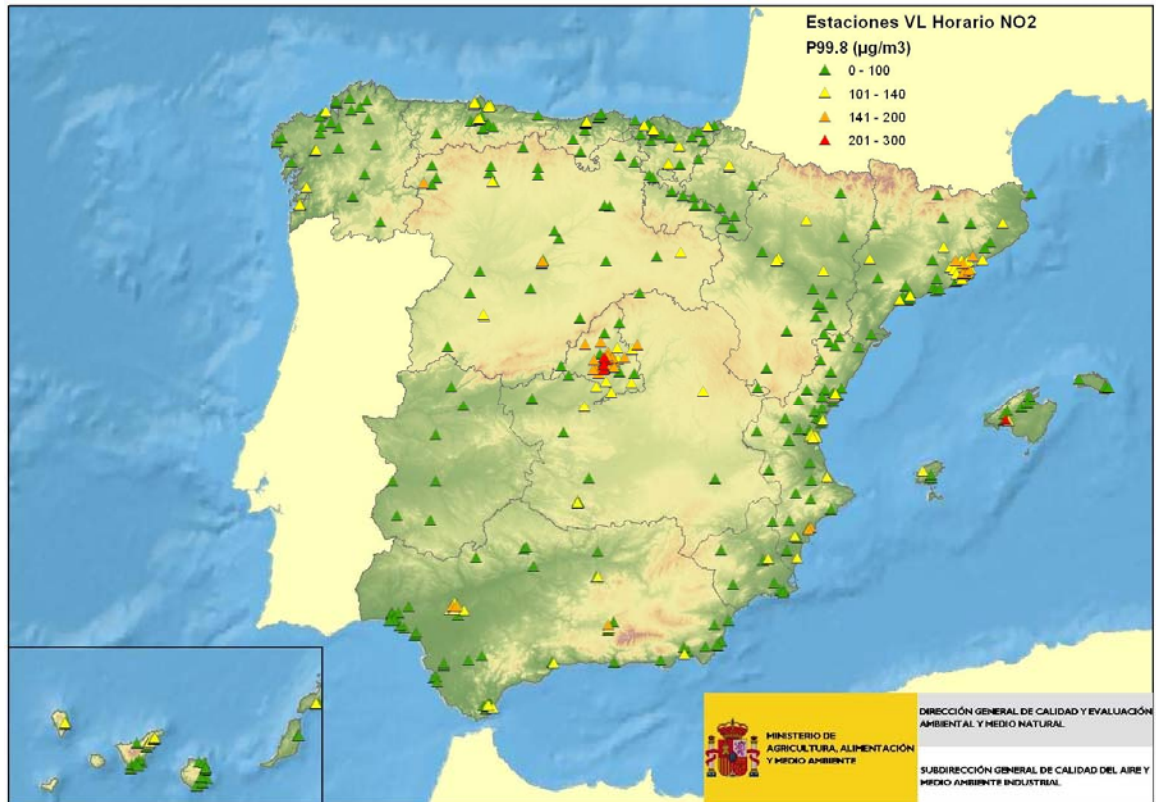 Estaciones VL Horario NO2
P99.8 (µg/m3)
0 - 100
101 - 140
141 - 200
201 - 300
MINISTERIO DE
AGRICULTURA, ALIMENTACIÓN
Y MEDIO AMBIENTE
DIRECCIÓN GENERAL DE CALIDAD Y EVALUACIÓN
AMBIENTAL Y MEDIO NATURAL
SUBDIRECCIÓN GENERAL DE CALIDAD DEL AIRE Y
MEDIO AMBIENTE INDUSTRIAL